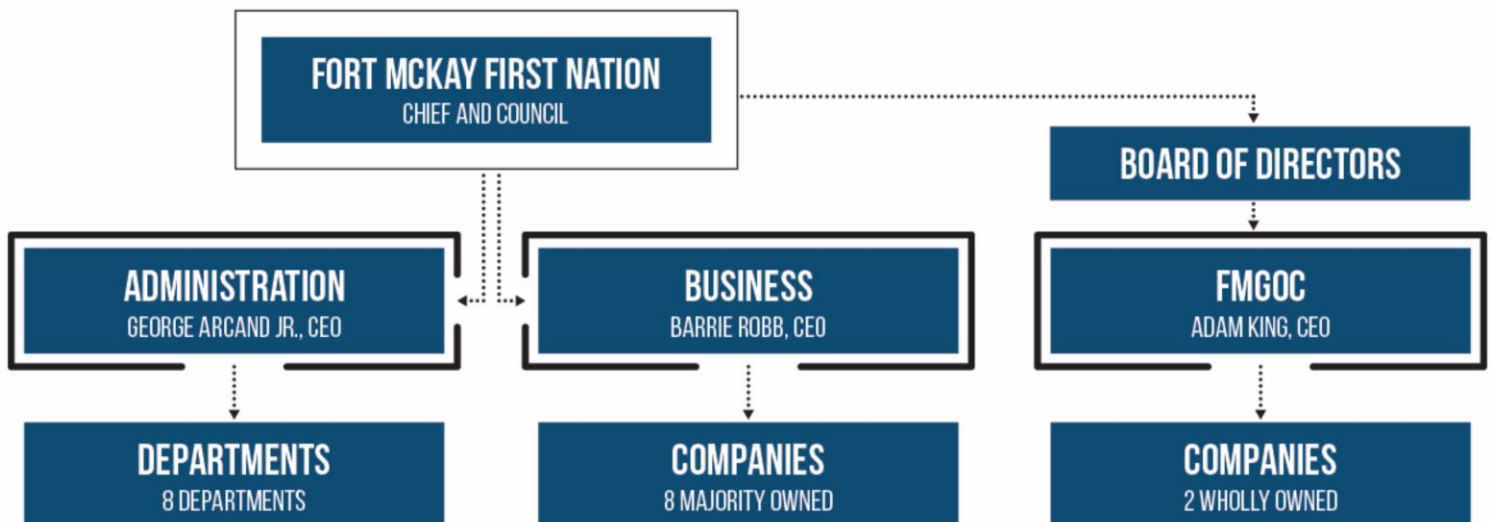 FORT MCKAY FIRST NATION
CHIEF AND COUNCIL
BOARD OF DIRECTORS
ADMINISTRATION
GEORGE ARCAND JR., CEO
BUSINESS
BARRIE ROBB, CEO
FMGOC
ADAM KING, CEO
DEPARTMENTS
8 DEPARTMENTS
COMPANIES
8 MAJORITY OWNED
COMPANIES
2 WHOLLY OWNED